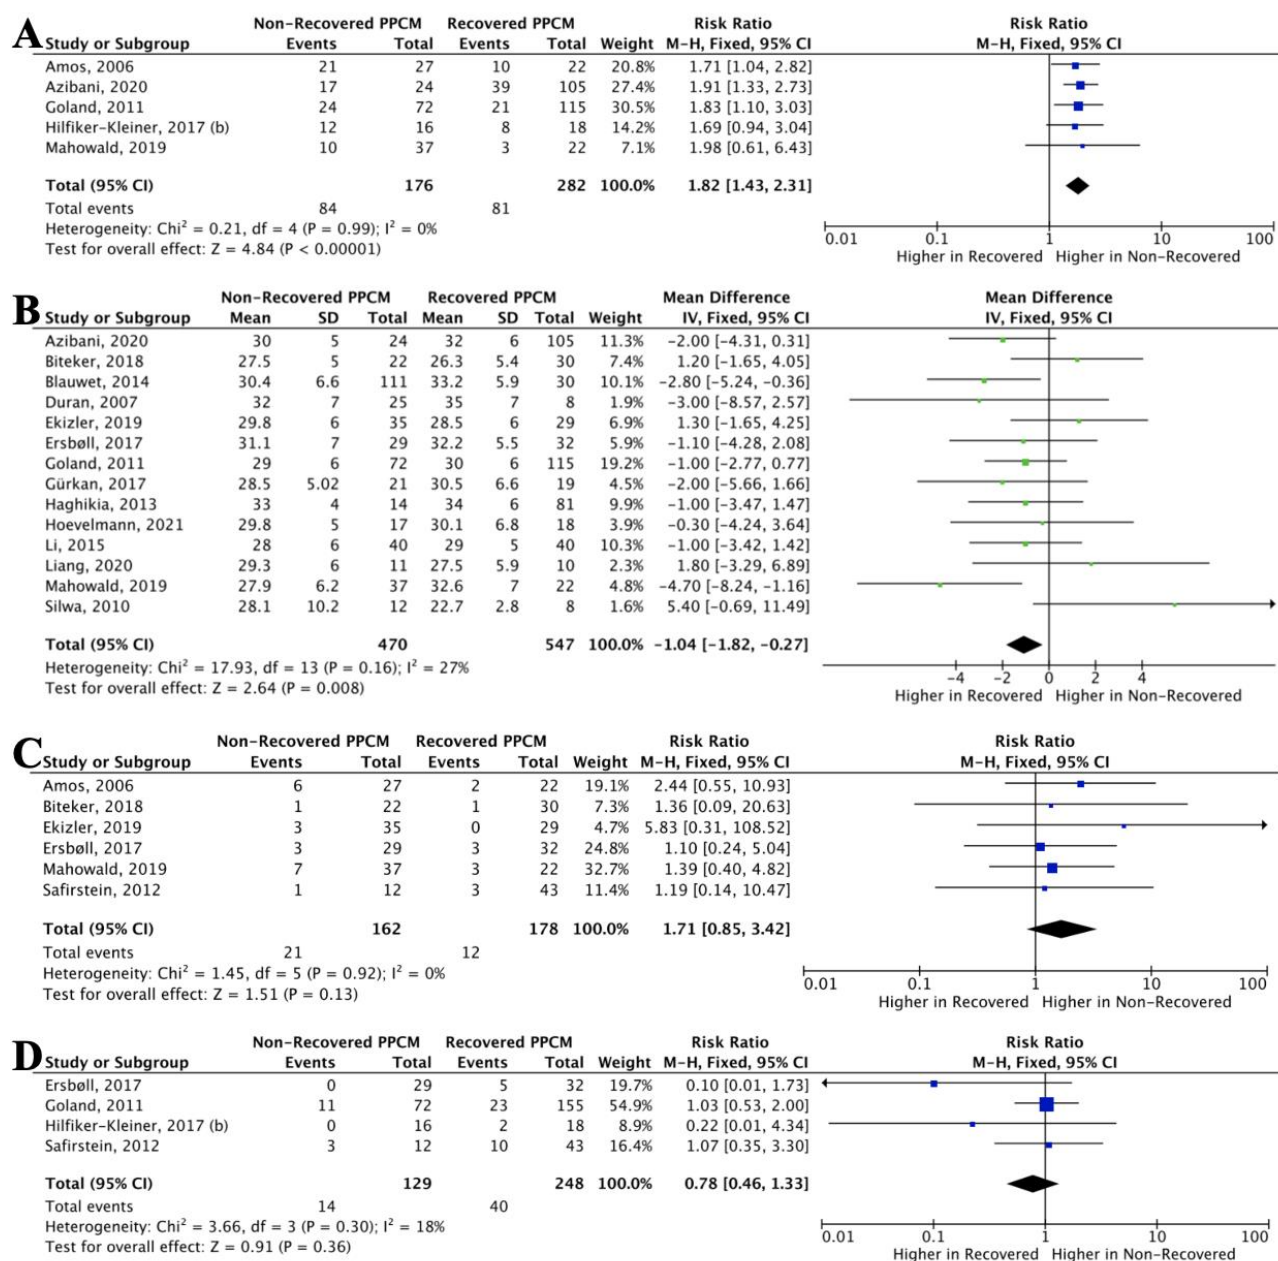 A
Non-Recovered PPCM Recovered PPCM Risk Ratio Risk Ratio
Study or Subgroup Events Total Events Total Weight M-H, Fixed, 95% CI M-H, Fixed, 95% CI
Amos, 2006 21 27 10 22 20.8% 1.71 [1.04, 2.82]
Azibani, 2020 17 24 39 105 27.4% 1.91 [1.33, 2.73]
Goland, 2011 24 72 21 115 30.5% 1.83 [1.10, 3.03]
Hilfiker-Kleiner, 2017 (b) 12 16 8 18 14.2% 1.69 [0.94, 3.04]
Mahowald, 2019 10 37 3 22 7.1% 1.98 [0.61, 6.43]
Total (95% CI) 176 282 100.0% 1.82 [1.43, 2.31]
Total events 84 81
Heterogeneity: Chi² = 0.21, df = 4 (P = 0.99); I² = 0%
Test for overall effect: Z = 4.84 (P < 0.00001)
0.01 0.1 1 10 100
Higher in Recovered Higher in Non-Recovered
B
Non-Recovered PPCM Recovered PPCM Mean Difference Mean Difference
Study or Subgroup Mean SD Total Mean SD Total Weight IV, Fixed, 95% CI IV, Fixed, 95% CI
Azibani, 2020 30 5 24 32 6 105 11.3% -2.00 [-4.31, 0.31]
Biteker, 2018 27.5 5 22 26.3 5.4 30 7.4% 1.20 [-1.65, 4.05]
Blauwet, 2014 30.4 6.6 111 33.2 5.9 30 10.1% -2.80 [-5.24, -0.36]
Duran, 2007 32 7 25 35 7 8 1.9% -3.00 [-8.57, 2.57]
Ekizler, 2019 29.8 6 35 28.5 6 29 6.9% 1.30 [-1.65, 4.25]
Ersbøll, 2017 31.1 7 29 32.2 5.5 32 5.9% -1.10 [-4.28, 2.08]
Goland, 2011 29 6 72 30 6 115 19.2% -1.00 [-2.77, 0.77]
Gürkan, 2017 28.5 5.02 21 30.5 6.6 19 4.5% -2.00 [-5.66, 1.66]
Haghikia, 2013 33 4 14 34 6 81 9.9% -1.00 [-3.47, 1.47]
Hoevelmann, 2021 29.8 5 17 30.1 6.8 18 3.9% -0.30 [-4.24, 3.64]
Li, 2015 28 6 40 29 5 40 10.3% -1.00 [-3.42, 1.42]
Liang, 2020 29.3 6 11 27.5 5.9 10 2.3% 1.80 [-3.29, 6.89]
Mahowald, 2019 27.9 6.2 37 32.6 7 22 4.8% -4.70 [-8.24, -1.16]
Silwa, 2010 28.1 10.2 12 22.7 2.8 8 1.6% 5.40 [-0.69, 11.49]
Total (95% CI) 470 547 100.0% -1.04 [-1.82, -0.27]
Heterogeneity: Chi² = 17.93, df = 13 (P = 0.16); I² = 27%
Test for overall effect: Z = 2.64 (P = 0.008)
-4 -2 0 2 4
Higher in Recovered Higher in Non-Recovered
C
Non-Recovered PPCM Recovered PPCM Risk Ratio Risk Ratio
Study or Subgroup Events Total Events Total Weight M-H, Fixed, 95% CI M-H, Fixed, 95% CI
Amos, 2006 6 27 2 22 19.1% 2.44 [0.55, 10.93]
Biteker, 2018 1 22 1 30 7.3% 1.36 [0.09, 20.63]
Ekizler, 2019 3 35 0 29 4.7% 5.83 [0.31, 108.52]
Ersbøll, 2017 3 29 3 32 24.8% 1.10 [0.24, 5.04]
Mahowald, 2019 7 37 3 22 32.7% 1.39 [0.40, 4.82]
Safirstein, 2012 1 12 3 43 11.4% 1.19 [0.14, 10.47]
Total (95% CI) 162 178 100.0% 1.71 [0.85, 3.42]
Total events 21 12
Heterogeneity: Chi² = 1.45, df = 5 (P = 0.92); I² = 0%
Test for overall effect: Z = 1.51 (P = 0.13)
0.01 0.1 1 10 100
Higher in Recovered Higher in Non-Recovered
D
Non-Recovered PPCM Recovered PPCM Risk Ratio Risk Ratio
Study or Subgroup Events Total Events Total Weight M-H, Fixed, 95% CI M-H, Fixed, 95% CI
Ersbøll, 2017 0 29 5 32 19.7% 0.10 [0.01, 1.73]
Goland, 2011 11 72 23 155 54.9% 1.03 [0.53, 2.00]
Hilfiker-Kleiner, 2017 (b) 0 16 2 18 8.9% 0.22 [0.01, 4.34]
Safirstein, 2012 3 12 10 43 16.4% 1.07 [0.35, 3.30]
Total (95% CI) 129 248 100.0% 0.78 [0.46, 1.33]
Total events 14 40
Heterogeneity: Chi² = 3.66, df = 3 (P = 0.30); I² = 18%
Test for overall effect: Z = 0.91 (P = 0.36)
0.01 0.1 1 10 100
Higher in Recovered Higher in Non-Recovered